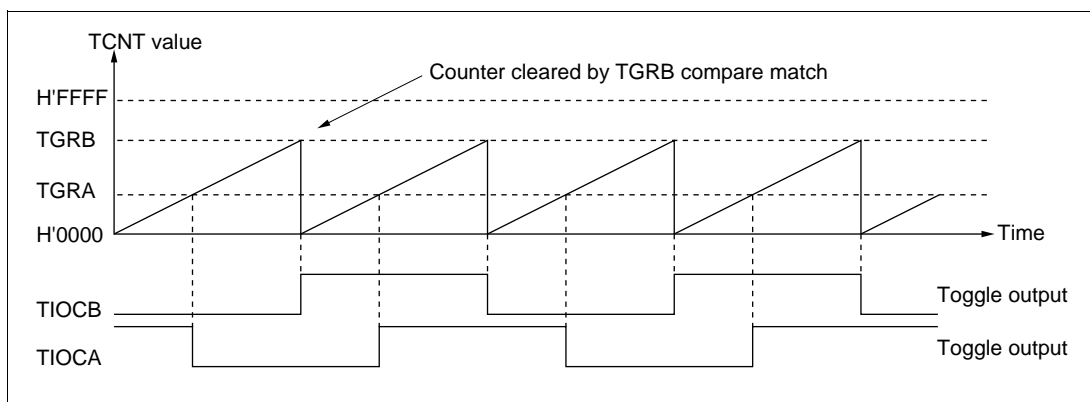 TCNT value
Counter cleared by TGRB compare match
H'FFFF
TGRB
TGRA
H'0000
Time
TIOCB
Toggle output
TIOCA
Toggle output